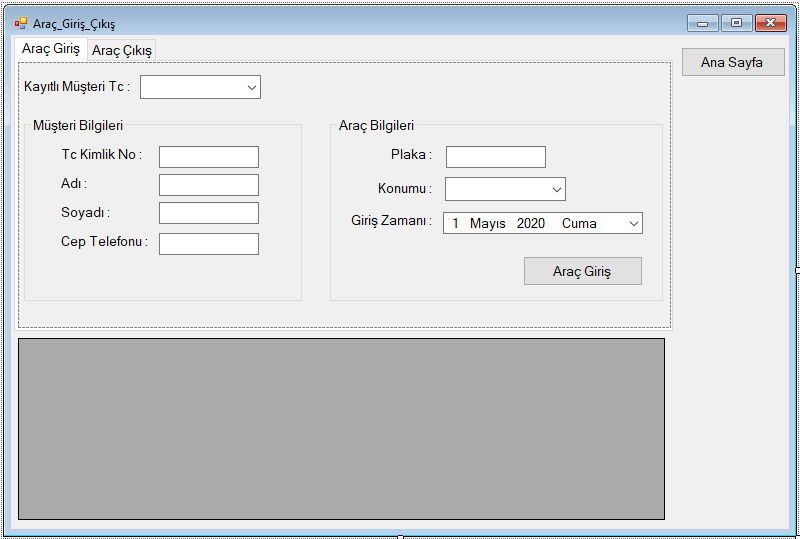 Araç_Giriş_Çıkış
Araç Giriş
Araç Çıkış
Ana Sayfa
Kayıtlı Müşteri Tc :
Müşteri Bilgileri
Tc Kimlik No :
Adı :
Soyadı :
Cep Telefonu :
Araç Bilgileri
Plaka :
Konumu :
Giriş Zamanı : 1 Mayıs 2020 Cuma
Araç Giriş